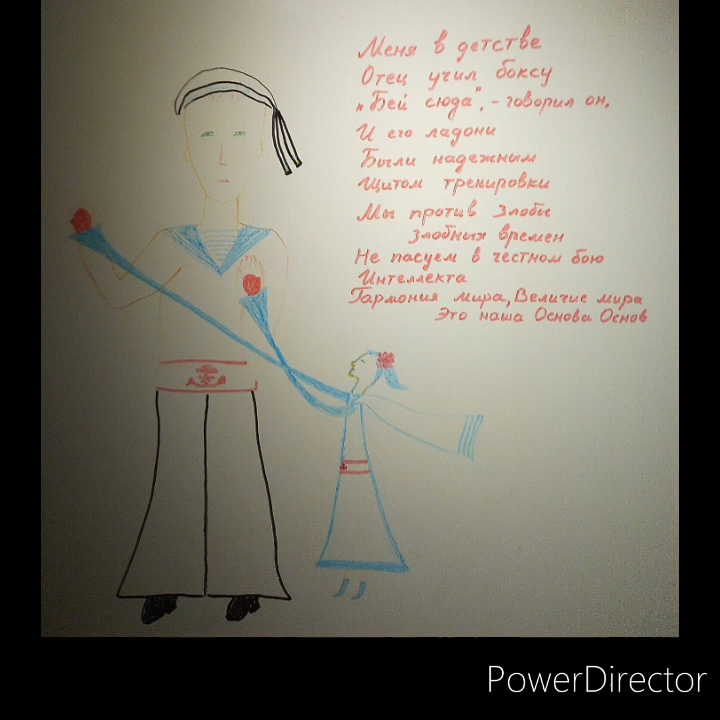 Меня в детстве
Отец учил боксу
„Бей сюда", - говорил он,
И его ладони
Были надежным
Щитом тренировки
Мы против Злобы
Злобных времен
Не пасуем в честном бою
Интеллекта
Гармония мира, Величие мира
Это наша Основа Основ
PowerDirector